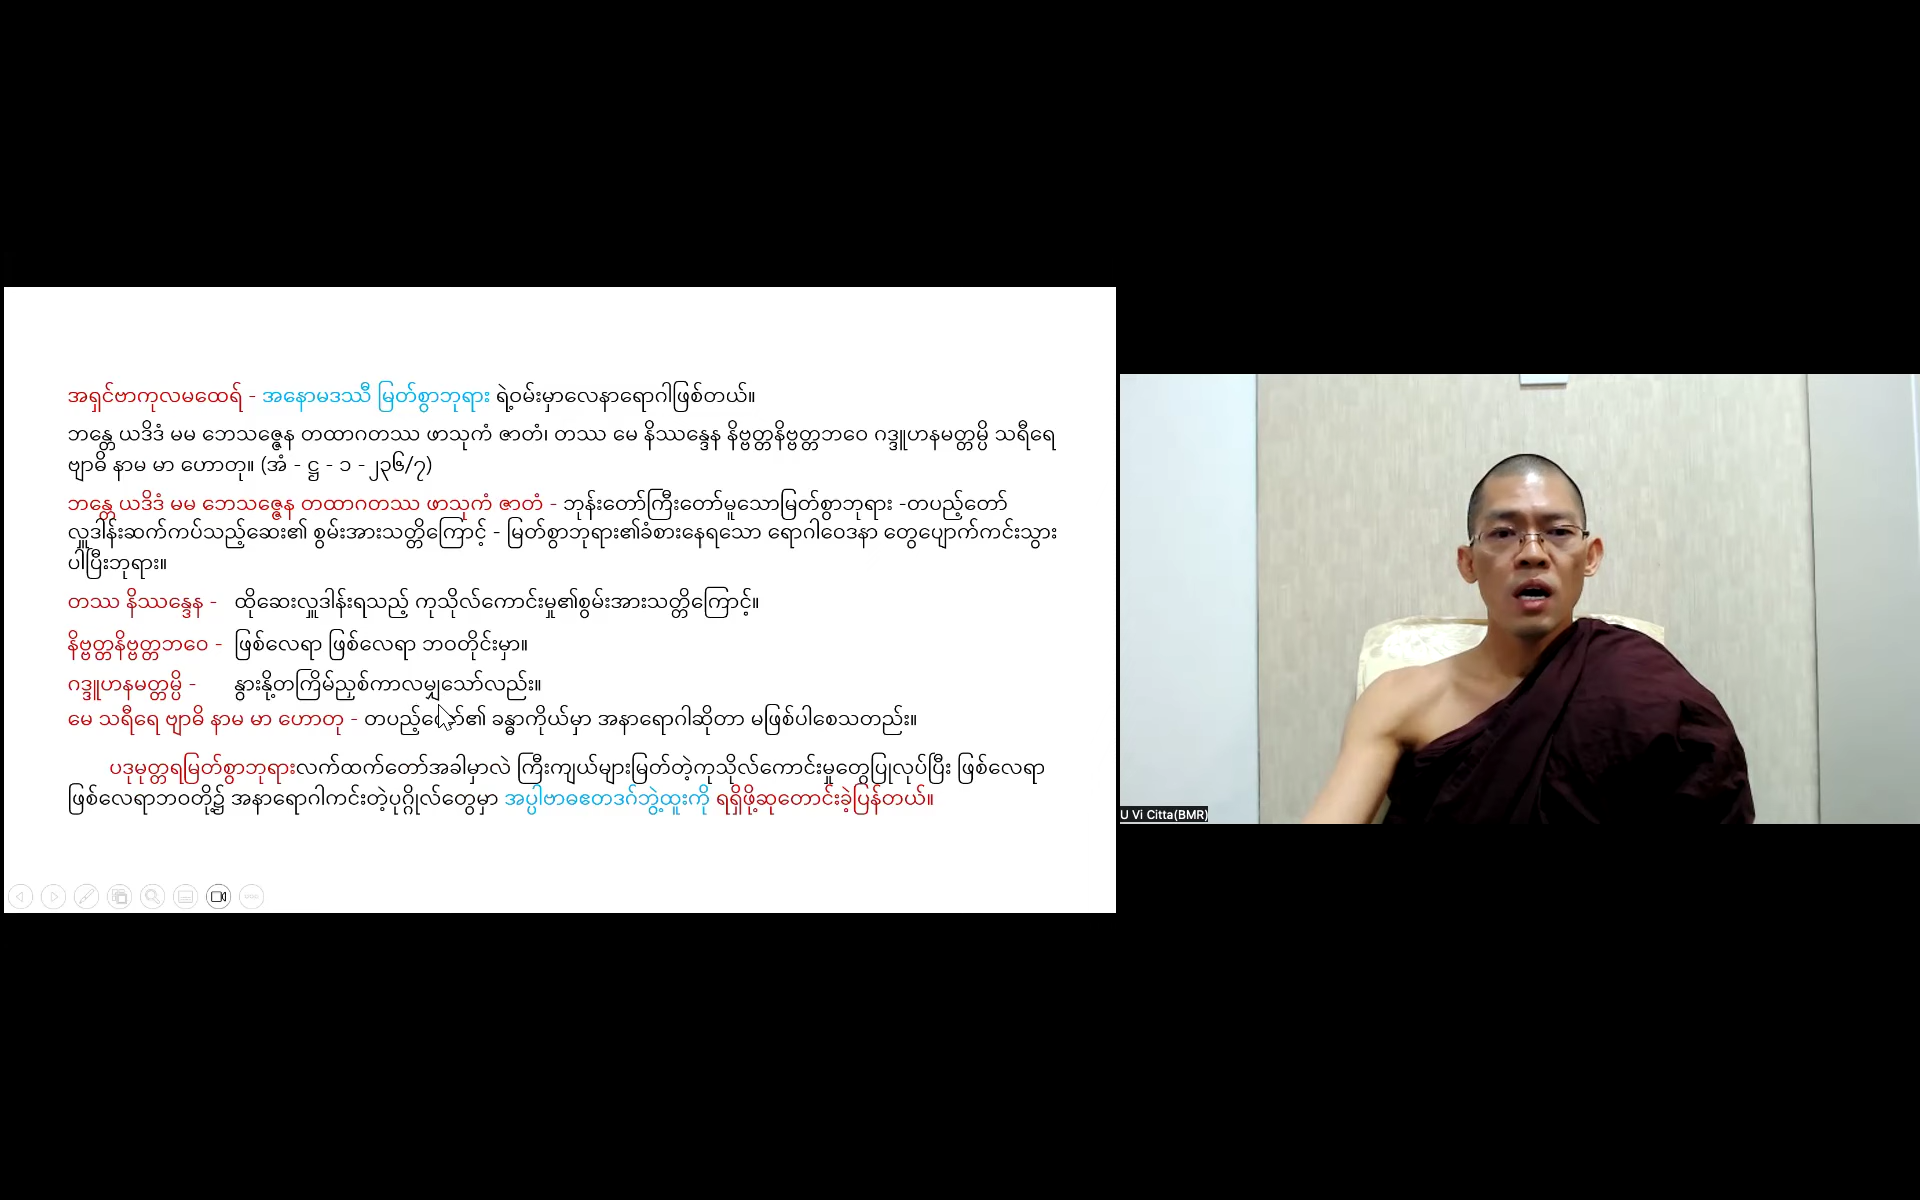 အရှင်ဗာကုလမထေရ် - အနောမဒဿီ မြတ်စွာဘုရား ရဲ့ဝမ်းမှာလေနာရောဂါဖြစ်တယ်။
ဘန္တေ ယဒိဒံ မမ ဘေသဇ္ဇေန တထာဂတဿ ဖာသုကံ ဇာတံ၊ တဿ မေ နိဿန္ဒေန နိဗ္ဗတ္တနိဗ္ဗတ္တဘဝေ ဂဒ္ဒူဟနမတ္တမ္ပိ သရီရေ
ဗျာဓိ နာမ မာ ဟောတု။ (အံ - ဋ္ဌ - ၁ - ၂၃၆/၇)
ဘန္တေ ယဒိဒံ မမ ဘေသဇ္ဇေန တထာဂတဿ ဖာသုကံ ဇာတံ - ဘုန်းတော်ကြီးတော်မူသောမြတ်စွာဘုရား -တပည့်တော်
လှူဒါန်းဆက်ကပ်သည့်ဆေး၏ စွမ်းအားသတ္တိကြောင့် - မြတ်စွာဘုရား၏ခံစားနေရသော ရောဂါဝေဒနာ တွေပျောက်ကင်းသွား
ပါပြီးဘုရား။
တဿ နိဿန္ဒေန - ထိုဆေးလှူဒါန်းရသည့် ကုသိုလ်ကောင်းမှု၏စွမ်းအားသတ္တိကြောင့်။
နိဗ္ဗတ္တနိဗ္ဗတ္တဘဝေ - ဖြစ်လေရာ ဖြစ်လေရာ ဘဝတိုင်းမှာ။
ဂဒ္ဒူဟနမတ္တမ္ပိ - နွားနို့တကြိမ်ညှစ်ကာလမျှသော်လည်း။
မေ သရီရေ ဗျာဓိ နာမ မာ ဟောတု - တပည့်တော်၏ ခန္ဓာကိုယ်မှာ အနာရောဂါဆိုတာ မဖြစ်ပါစေသတည်း။
ပဒုမုတ္တရမြတ်စွာဘုရားလက်ထက်တော်အခါမှာလဲ ကြီးကျယ်များမြတ်တဲ့ကုသိုလ်ကောင်းမှုတွေပြုလုပ်ပြီး ဖြစ်လေရာ
ဖြစ်လေရာဘဝတို့၌ အနာရောဂါကင်းတဲ့ပုဂ္ဂိုလ်တွေမှာ အပ္ပါဗာဓဧတဒဂ်ဘွဲ့ထူးကို ရရှိဖို့ဆုတောင်းခဲ့ပြန်တယ်။
U Vi Citta(BMR)